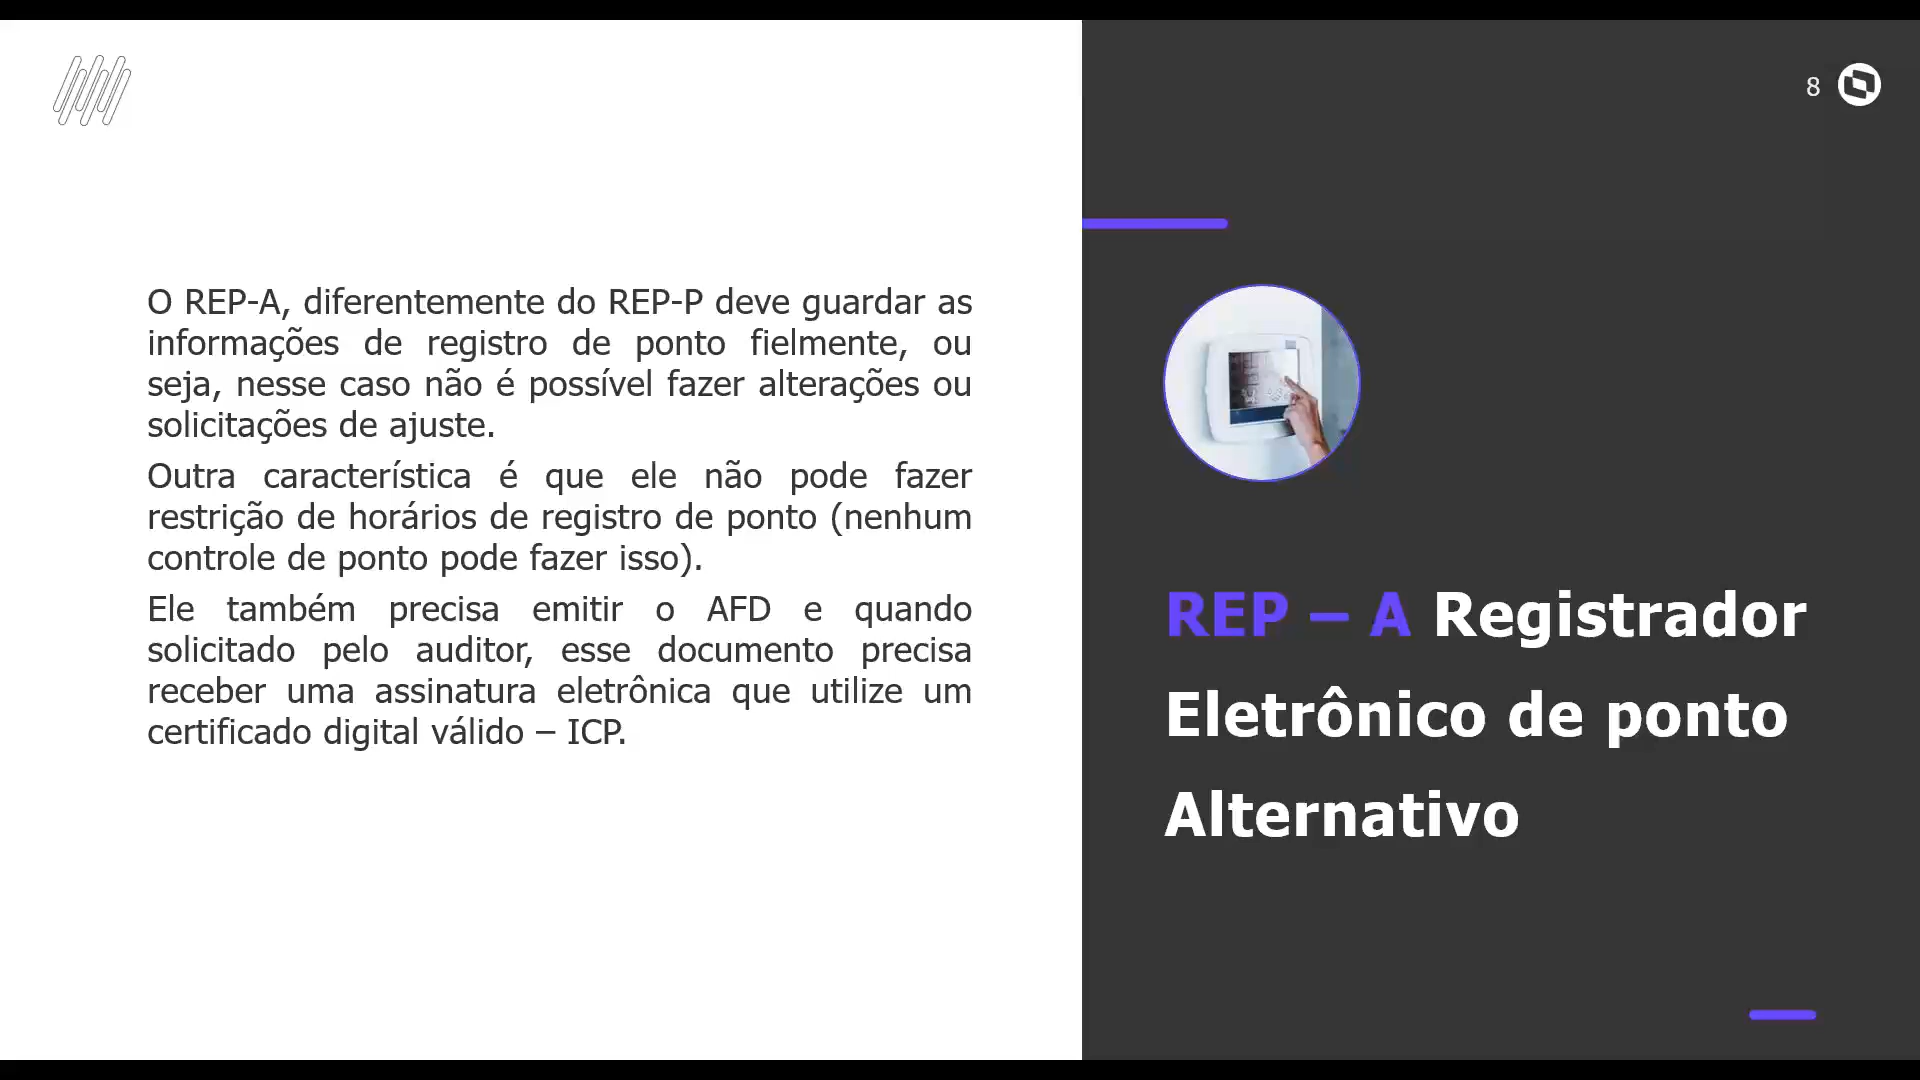 O REP-A, diferentemente do REP-P deve guardar as
informações de registro de ponto fielmente, ou
seja, nesse caso não é possível fazer alterações ou
solicitações de ajuste.
Outra característica é que ele não pode fazer
restrição de horários de registro de ponto (nenhum
controle de ponto pode fazer isso).
Ele também precisa emitir o AFD e quando
solicitado pelo auditor, esse documento precisa
receber uma assinatura eletrônica que utilize um
certificado digital válido – ICP.
8
REP – A Registrador
Eletrônico de ponto
Alternativo